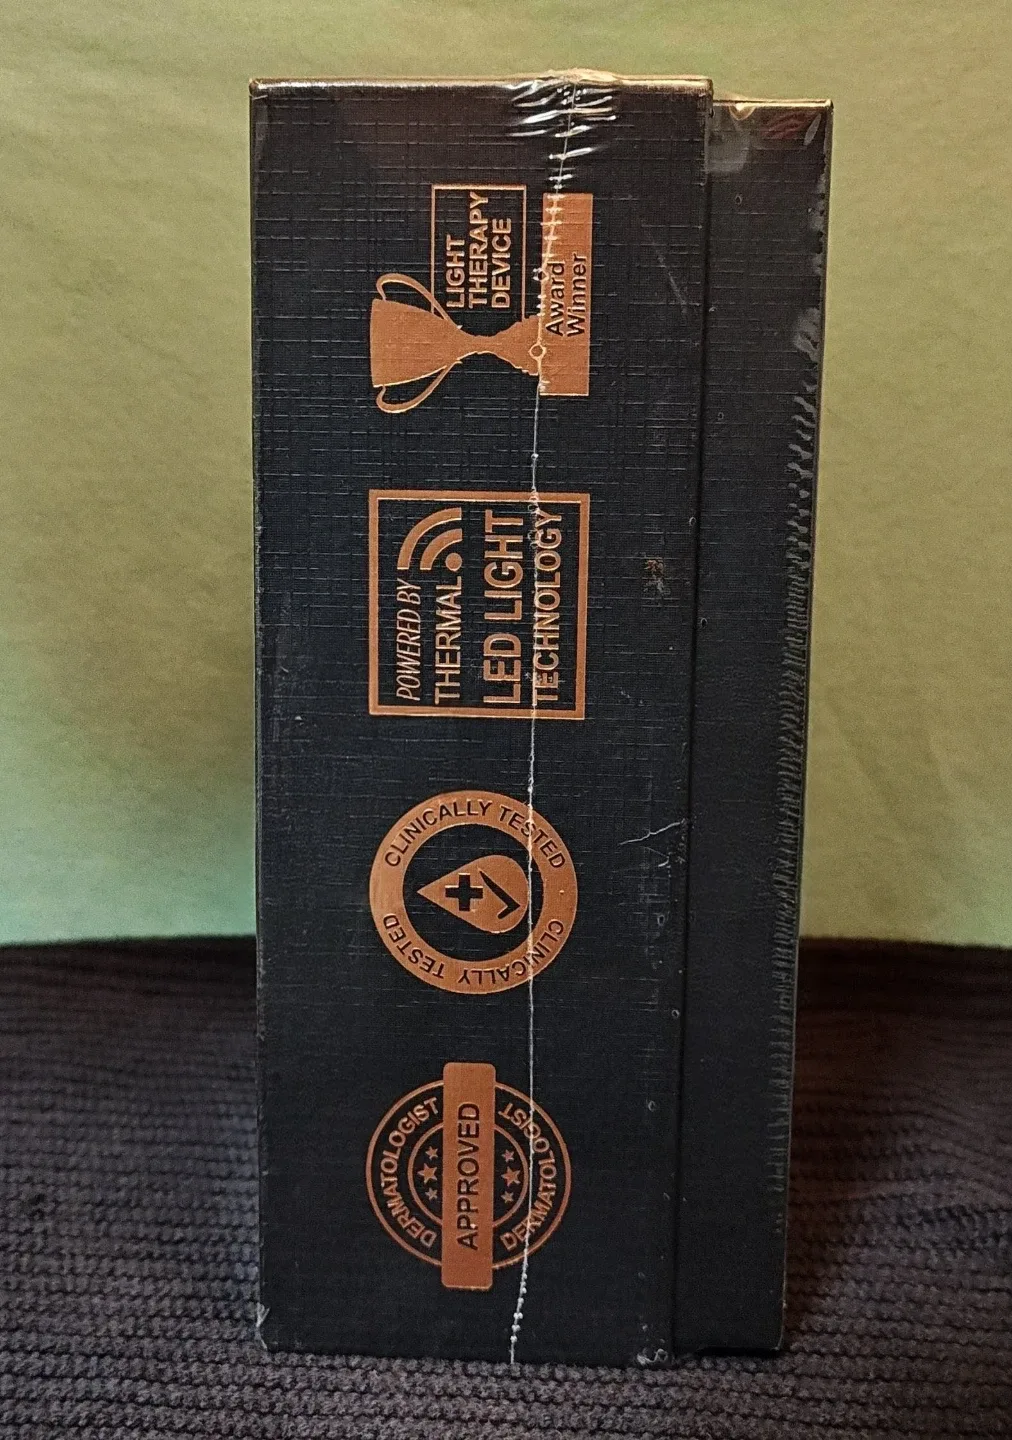 LIGHT
THERAPY
DEVICE
Award
Winner
POWERED BY
THERMAL
LED LIGHT
TECHNOLOGY
CLINICALLY TESTED
CLINICALLY TESTED
DERMATOLOGIST
APPROVED
DERMATOLOGIST